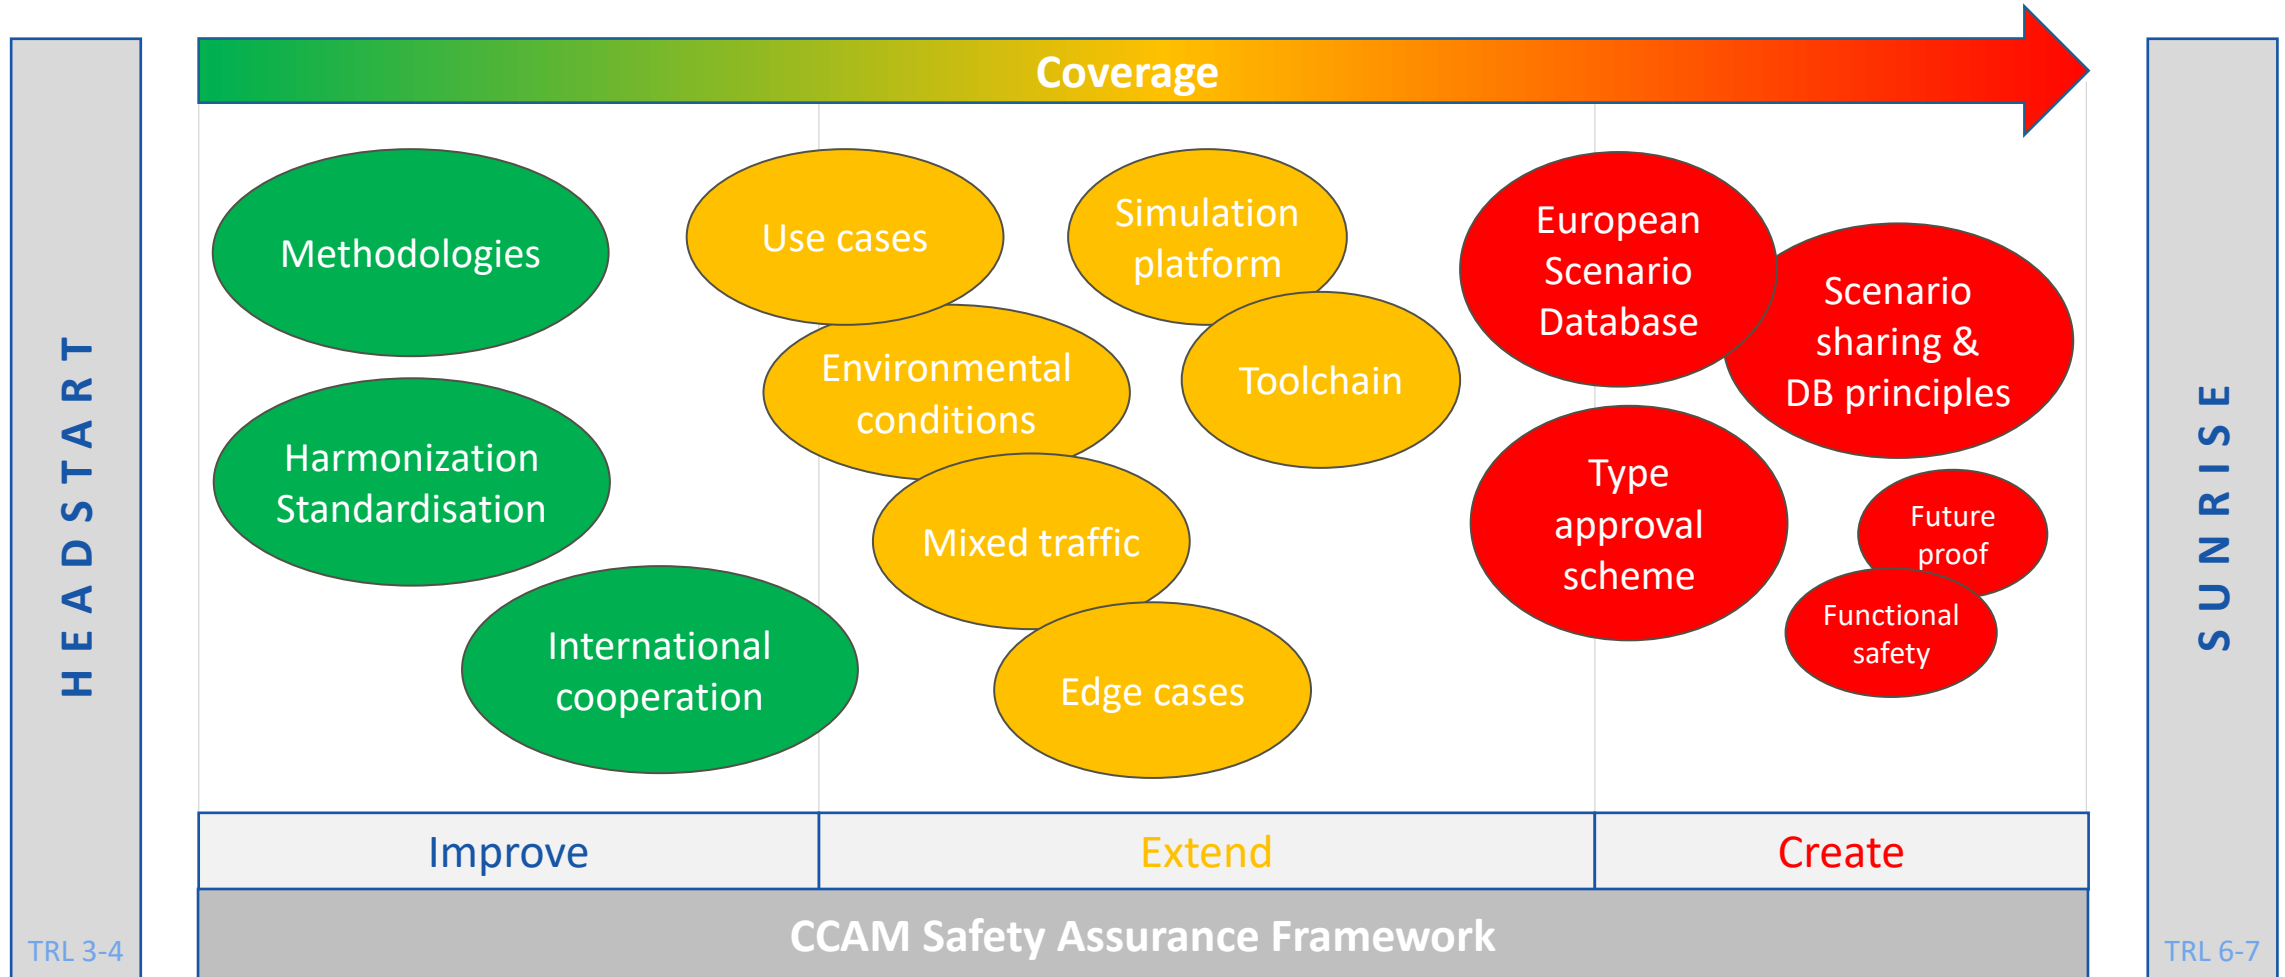 Coverage
HEADSTART
TRL 3-4
Methodologies
Harmonization
Standardisation
International
cooperation
Use cases
Environmental
conditions
Mixed traffic
Edge cases
Simulation
platform
Toolchain
European
Scenario
Database
Scenario
sharing &
DB principles
Type
approval
scheme
Future
proof
Functional
safety
SUNRISE
TRL 6-7
Improve
Extend
Create
CCAM Safety Assurance Framework